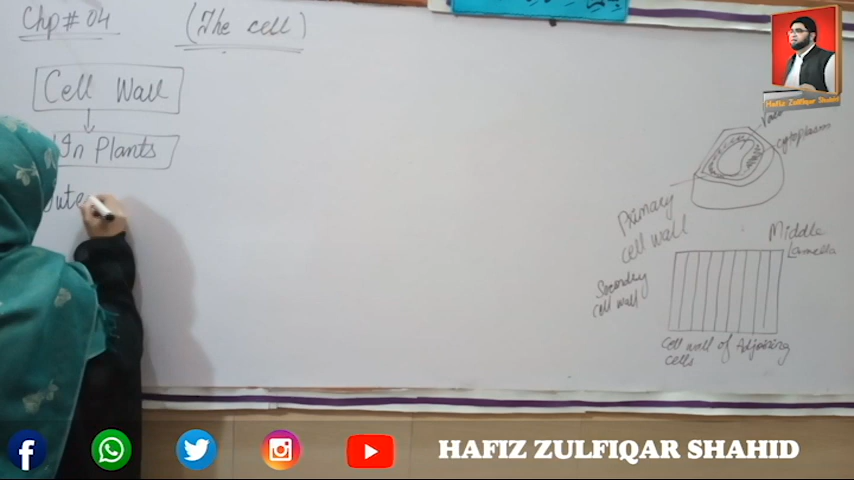 Chp # 04
(The cell)
Cell Wall
In Plants
Hafiz Zulfiqar Shahid
cytoplasm
Primary
cell wall
Secondry
cell wall
Middle
Lamella
cell wall of Adjoining
cells
HAFIZ ZULFIQAR SHAHID